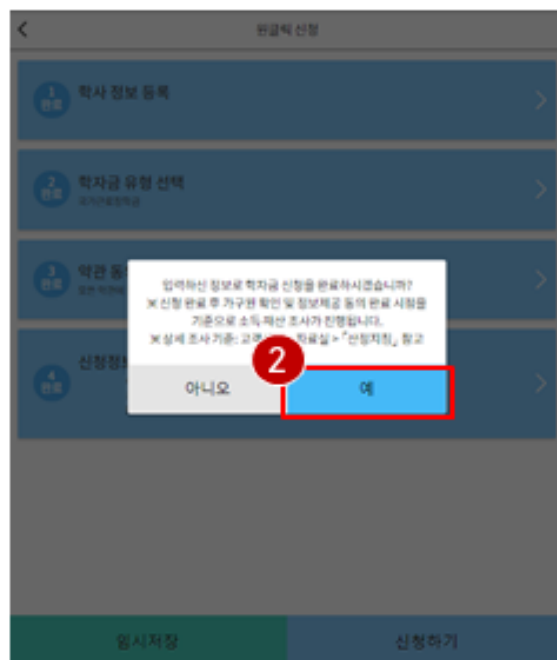 원클릭 신청
1
완료
학사 정보 등록
2
완료
학자금 유형 선택
국가근로장학금
3
완료
약관 동
4
완료
신청정보
입력하신 정보로 학자금 신청을 완료하시겠습니까?
※ 신청 완료 후 가구원 확인 및 정보제공 동의 완료 시점을
기준으로 소득·재산 조사가 진행됩니다.
※ 상세 조사 기준: 고객 자료실 > 「산정지침」 참고
2
아니오
예
임시저장
신청하기